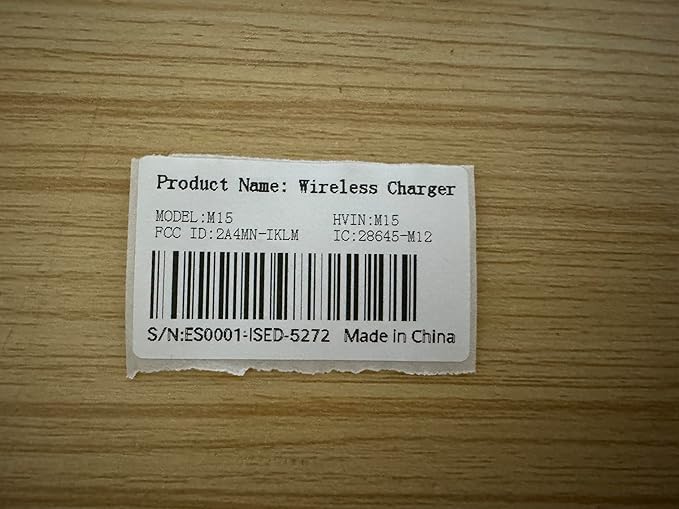 Product Name: Wireless Charger
MODEL:M15 HVIN:M15
FCC ID:2A4MN-IKLM IC:28645-M12
S/N:ES0001-ISED-5272 Made in China